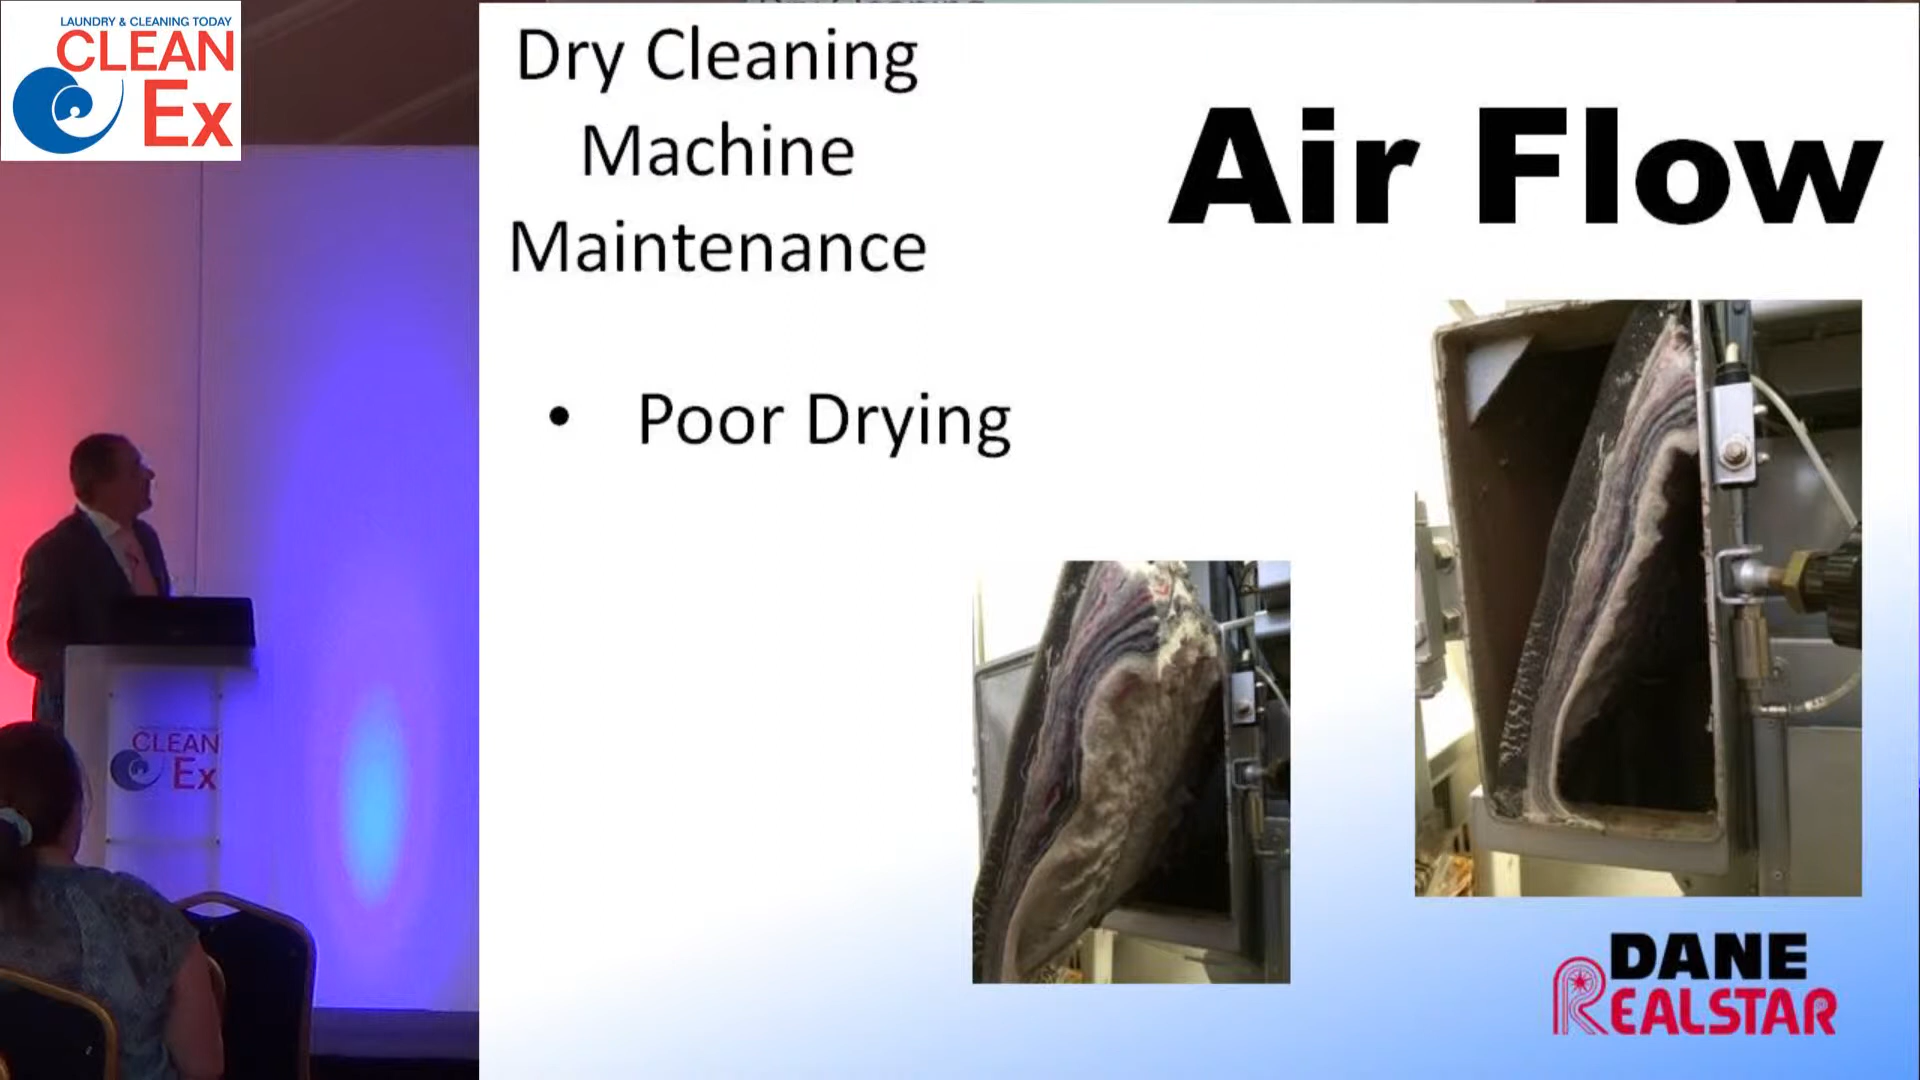 LAUNDRY & CLEANING TODAY
CLEAN
Ex
Dry Cleaning
Machine
Maintenance
Air Flow
• Poor Drying
CLEAN
Ex
DANE
REALSTAR